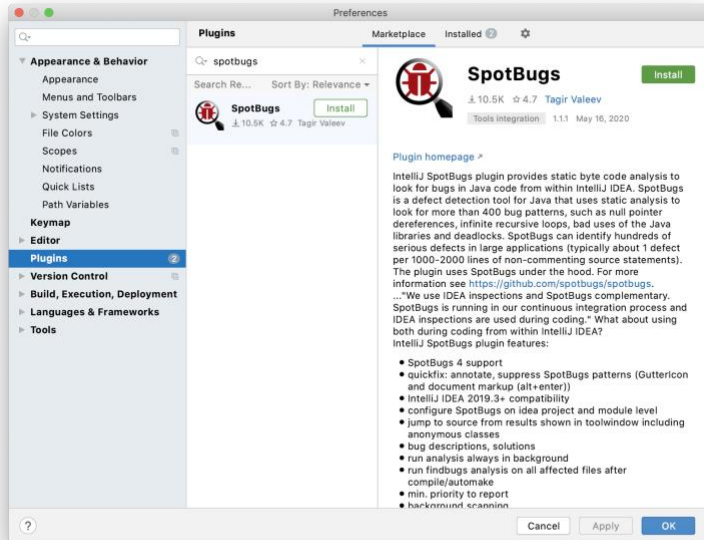 Preferences
Appearance & Behavior
Appearance
Menus and Toolbars
System Settings
File Colors
Scopes
Notifications
Quick Lists
Path Variables
Keymap
Editor
Plugins 2
Version Control
Build, Execution, Deployment
Languages & Frameworks
Tools
Plugins
Marketplace
Installed 2
spotbugs
Search Re... Sort By: Relevance
SpotBugs
Install
10.5K 4.7 Tagir Valeev
SpotBugs
Install
10.5K 4.7 Tagir Valeev
Tools integration 1.1.1 May 16, 2020
Plugin homepage
IntelliJ SpotBugs plugin provides static byte code analysis to
look for bugs in Java code from within IntelliJ IDEA. SpotBugs
is a defect detection tool for Java that uses static analysis to
look for more than 400 bug patterns, such as null pointer
dereferences, infinite recursive loops, bad uses of the Java
libraries and deadlocks. SpotBugs can identify hundreds of
serious defects in large applications (typically about 1 defect
per 1000-2000 lines of non-commenting source statements).
The plugin uses SpotBugs under the hood. For more
information see https://github.com/spotbugs/spotbugs.
..."We use IDEA inspections and SpotBugs complementary.
SpotBugs is running in our continuous integration process and
IDEA inspections are used during coding." What about using
both during coding from within IntelliJ IDEA?
IntelliJ SpotBugs plugin features:
• SpotBugs 4 support
• quickfix: annotate, suppress SpotBugs patterns (GutterIcon
and document markup (alt+enter))
• IntelliJ IDEA 2019.3+ compatibility
• configure SpotBugs on idea project and module level
• jump to source from results shown in toolwindow including
anonymous classes
• bug descriptions, solutions
• run analysis always in background
• run findbugs analysis on all affected files after
compile/automake
• min. priority to report
• background scanning
?
Cancel
Apply
OK